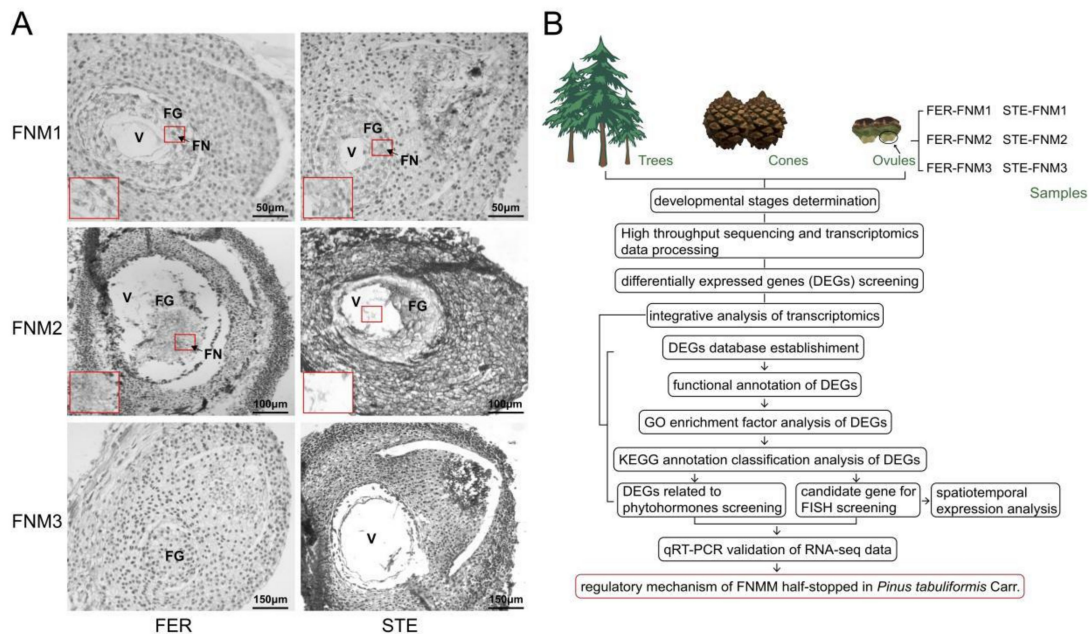 A
FNM1
V
FG
FN
50μm
FG
V
FN
50μm
FNM2
V
FG
FN
100μm
V
FG
100μm
FNM3
FG
150μm
V
150μm
FER
STE
B
Trees
Cones
Ovules
FER-FNM1 STE-FNM1
FER-FNM2 STE-FNM2
FER-FNM3 STE-FNM3
Samples
developmental stages determination
High throughput sequencing and transcriptomics
data processing
differentially expressed genes (DEGs) screening
integrative analysis of transcriptomics
DEGs database establishiment
functional annotation of DEGs
GO enrichment factor analysis of DEGs
KEGG annotation classification analysis of DEGs
DEGs related to
phytohormones screening
candidate gene for
FISH screening
spatiotemporal
expression analysis
qRT-PCR validation of RNA-seq data
regulatory mechanism of FNMM half-stopped in Pinus tabuliformis Carr.